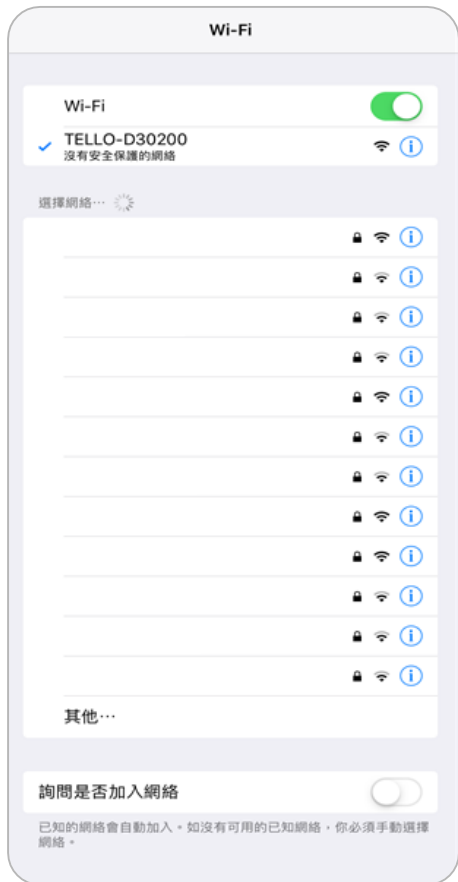 Wi-Fi
Wi-Fi
TELLO-D30200
沒有安全保護的網絡
選擇網絡…
其他…
詢問是否加入網絡
已知的網絡會自動加入。如沒有可用的已知網絡，你必須手動選擇
網絡。